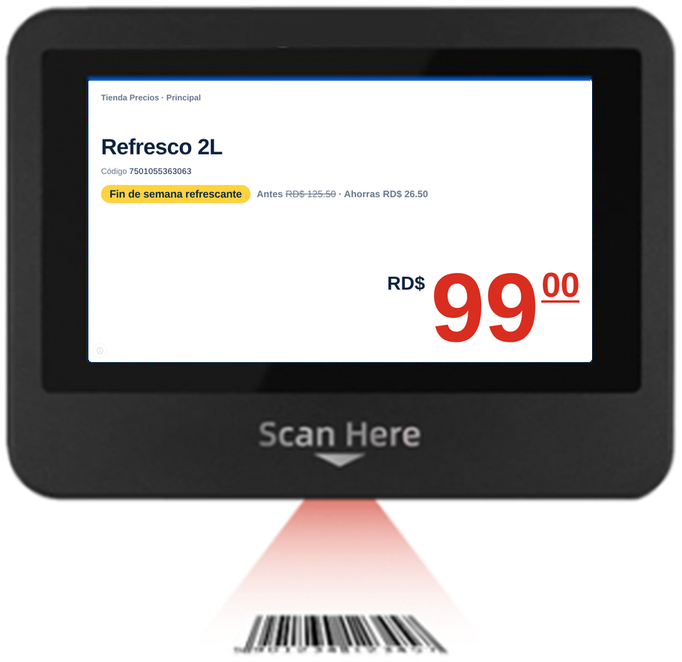 Tienda Precios - Principal
Refresco 2L
Código 7501055363063
Fin de semana refrescante Antes RD$ 125.50 · Ahorras RD$ 26.50
RD$ 99 00
Scan Here